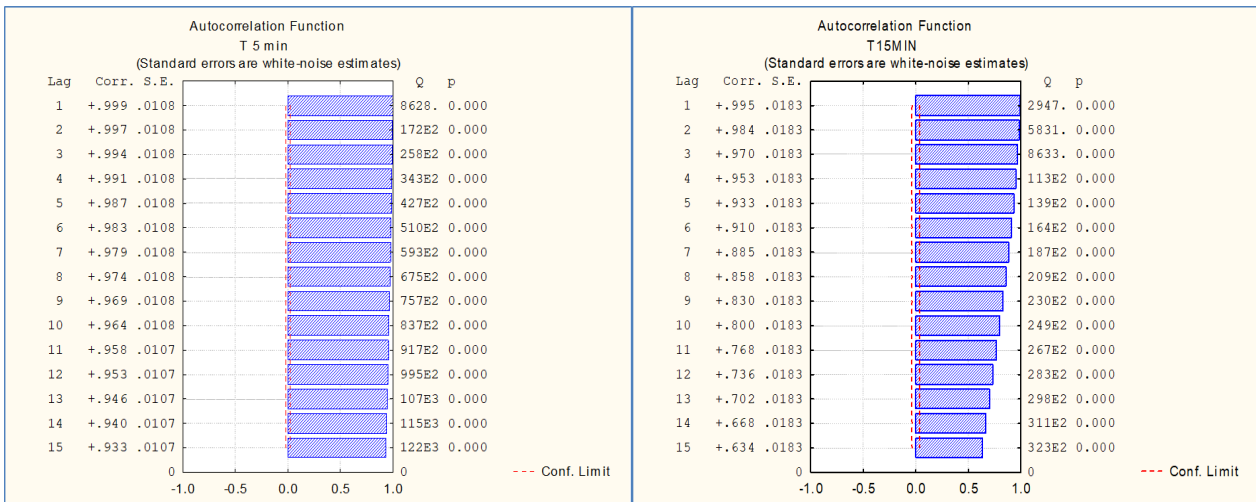 Autocorrelation Function
T 5 min
(Standard errors are white-noise estimates)
Lag Corr. S.E. Q p
1 +.999 .0108 8628. 0.000
2 +.997 .0108 172E2 0.000
3 +.994 .0108 258E2 0.000
4 +.991 .0108 343E2 0.000
5 +.987 .0108 427E2 0.000
6 +.983 .0108 510E2 0.000
7 +.979 .0108 593E2 0.000
8 +.974 .0108 675E2 0.000
9 +.969 .0108 757E2 0.000
10 +.964 .0108 837E2 0.000
11 +.958 .0107 917E2 0.000
12 +.953 .0107 995E2 0.000
13 +.946 .0107 107E3 0.000
14 +.940 .0107 115E3 0.000
15 +.933 .0107 122E3 0.000
0 0
-1.0 -0.5 0.0 0.5 1.0
Conf. Limit
Autocorrelation Function
T15MIN
(Standard errors are white-noise estimates)
Lag Corr. S.E. Q p
1 +.995 .0183 2947. 0.000
2 +.984 .0183 5831. 0.000
3 +.970 .0183 8633. 0.000
4 +.953 .0183 113E2 0.000
5 +.933 .0183 139E2 0.000
6 +.910 .0183 164E2 0.000
7 +.885 .0183 187E2 0.000
8 +.858 .0183 209E2 0.000
9 +.830 .0183 230E2 0.000
10 +.800 .0183 249E2 0.000
11 +.768 .0183 267E2 0.000
12 +.736 .0183 283E2 0.000
13 +.702 .0183 298E2 0.000
14 +.668 .0183 311E2 0.000
15 +.634 .0183 323E2 0.000
0 0
-1.0 -0.5 0.0 0.5 1.0
Conf. Limit